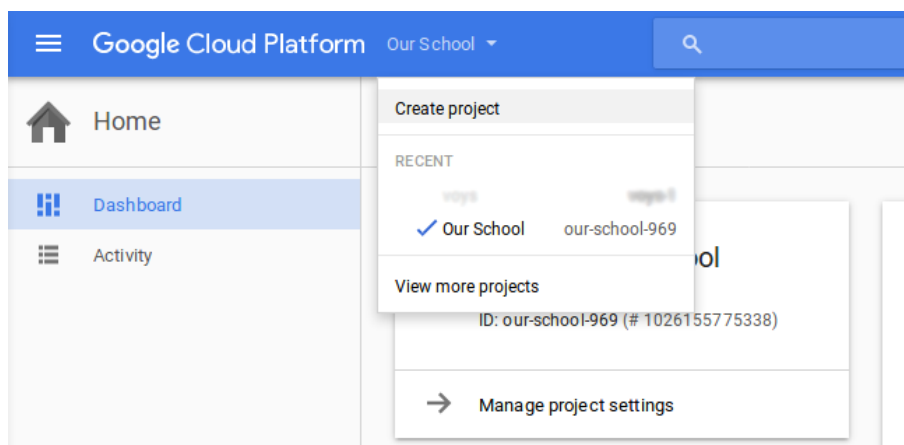 Google Cloud Platform Our School
Home
Create project
RECENT
Dashboard
Our School our-school-969
Activity
ol
View more projects
ID: our-school-969 (# 1026155775338)
Manage project settings